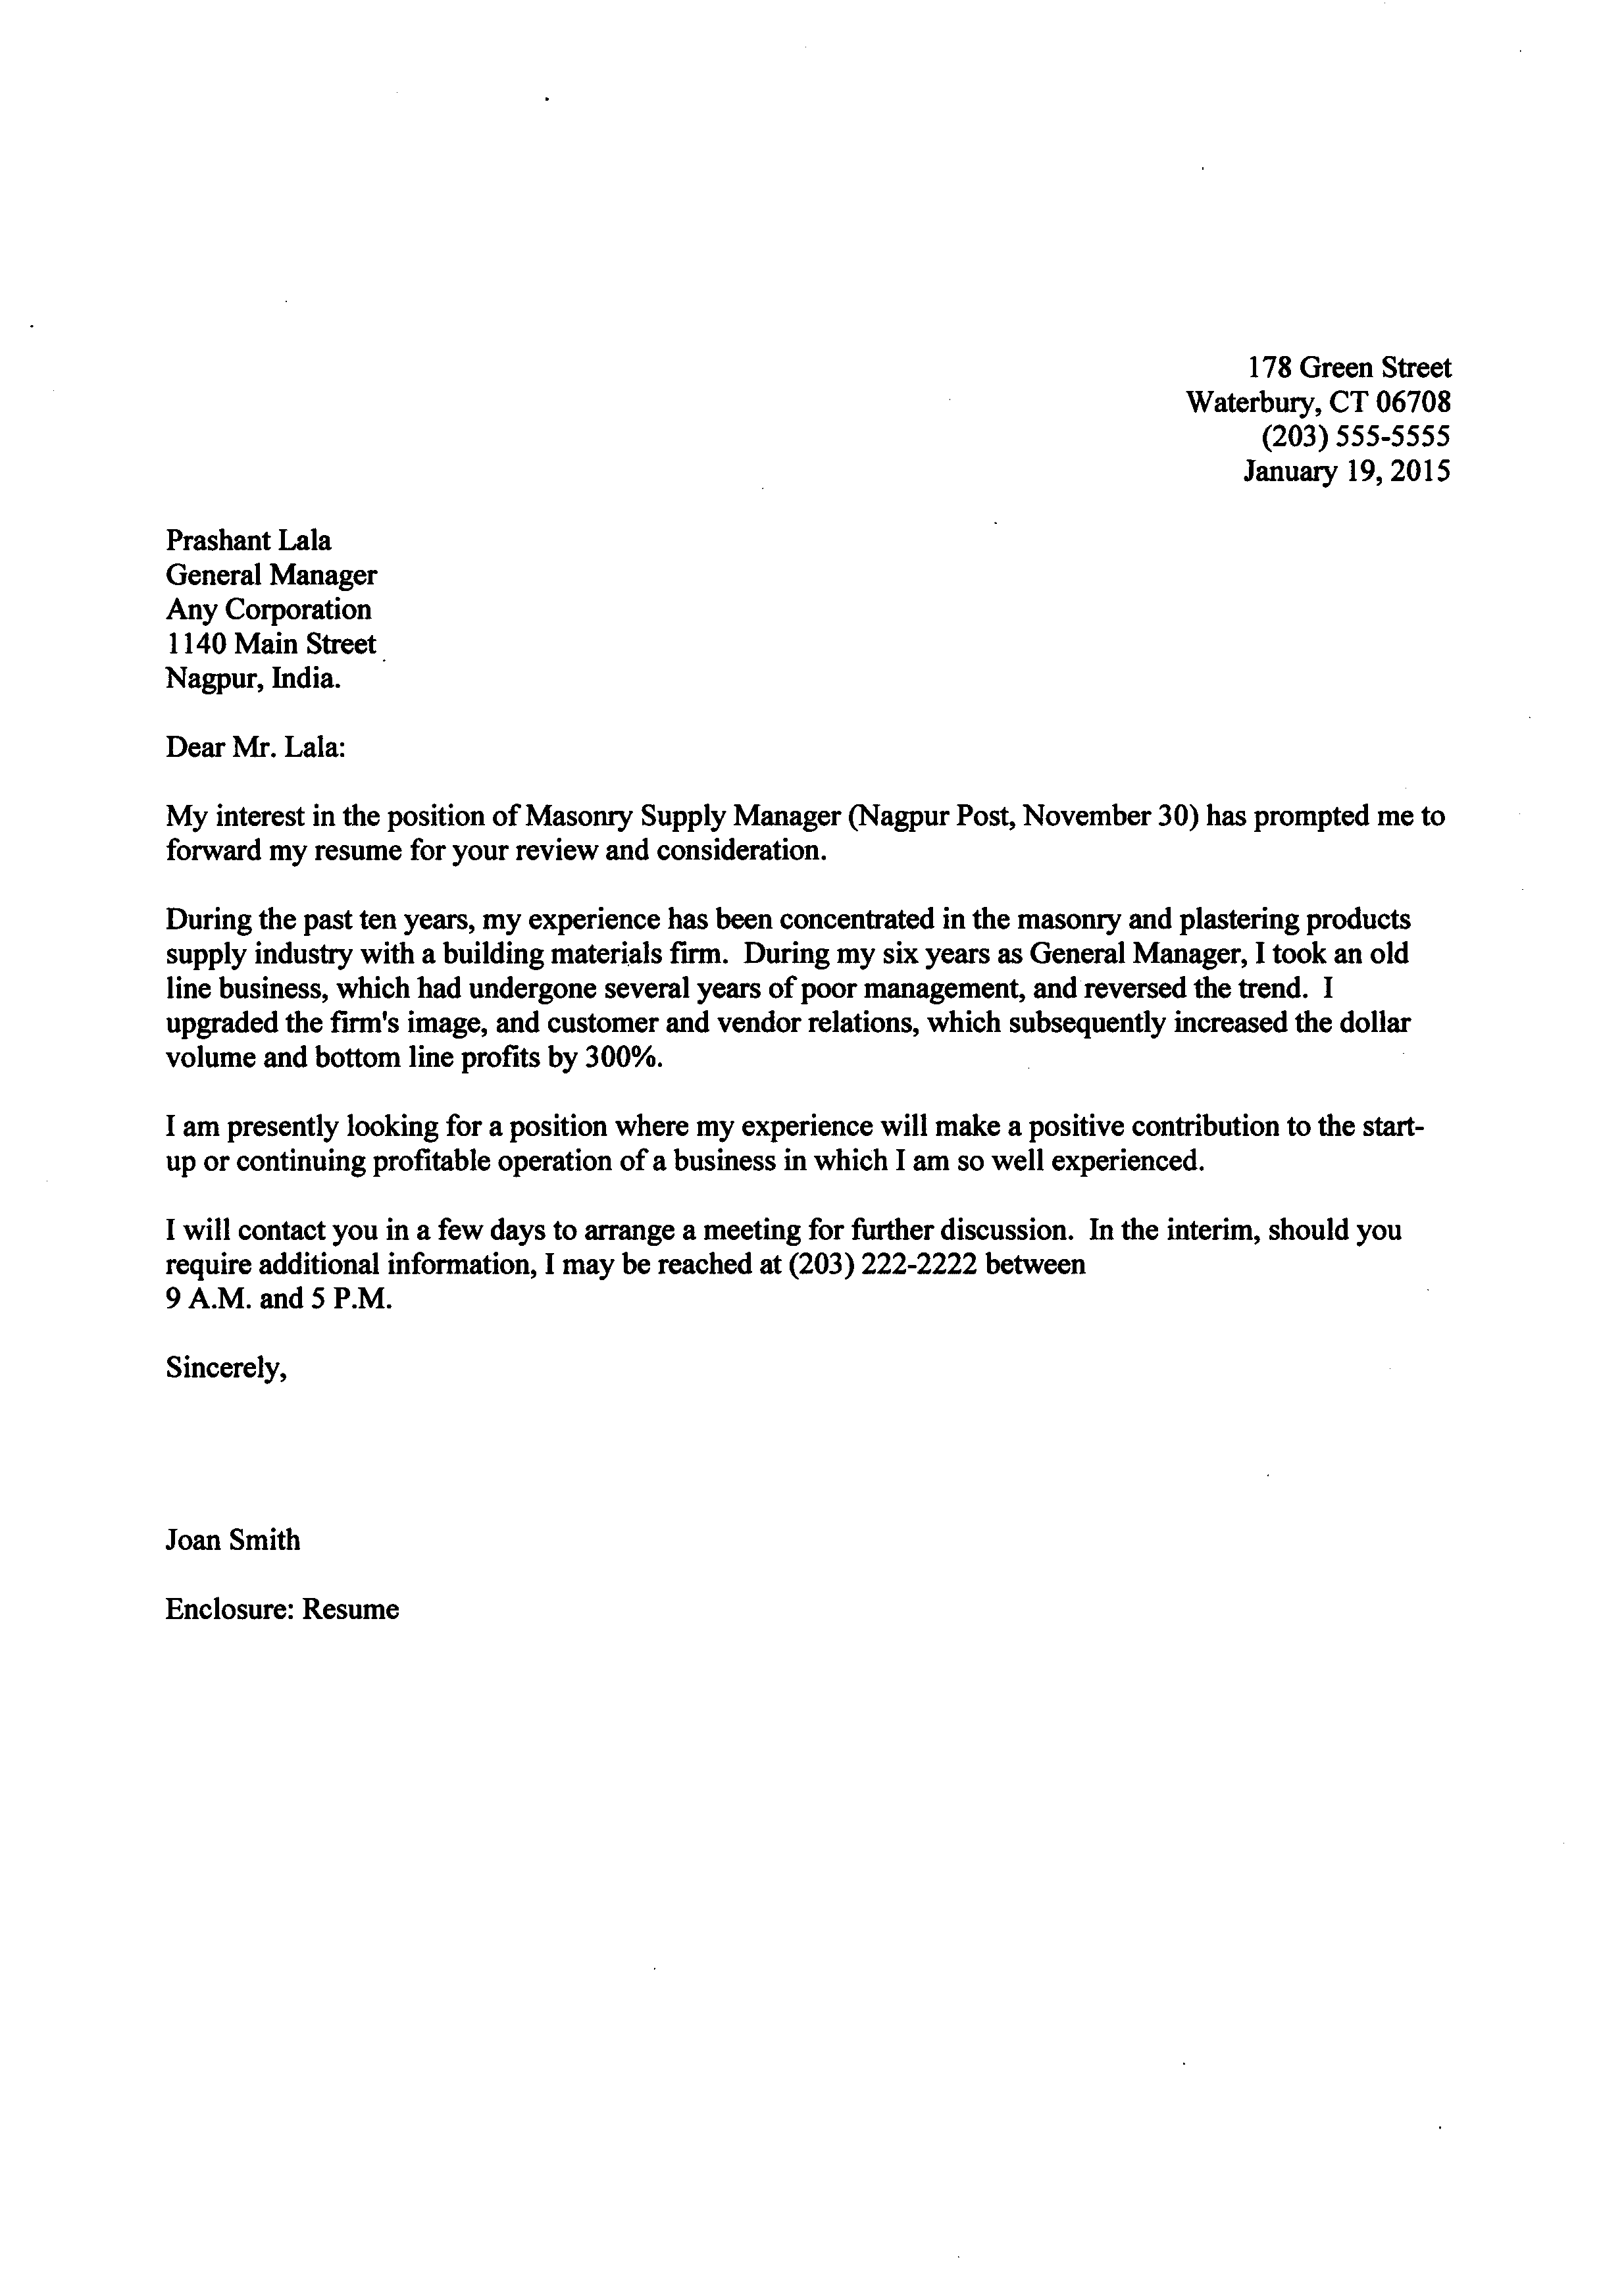 178 Green Street
Waterbury, CT 06708
(203) 555-5555
January 19, 2015
Prashant Lala
General Manager
Any Corporation
1140 Main Street
Nagpur, India.
Dear Mr. Lala:
My interest in the position of Masonry Supply Manager (Nagpur Post, November 30) has prompted me to
forward my resume for your review and consideration.
During the past ten years, my experience has been concentrated in the masonry and plastering products
supply industry with a building materials firm.  During my six years as General Manager, I took an old
line business, which had undergone several years of poor management, and reversed the trend.  I
upgraded the firm's image, and customer and vendor relations, which subsequently increased the dollar
volume and bottom line profits by 300%.
I am presently looking for a position where my experience will make a positive contribution to the start-
up or continuing profitable operation of a business in which I am so well experienced.
I will contact you in a few days to arrange a meeting for further discussion.  In the interim, should you
require additional information, I may be reached at (203) 222-2222 between
9 A.M. and 5 P.M.
Sincerely,
Joan Smith
Enclosure: Resume